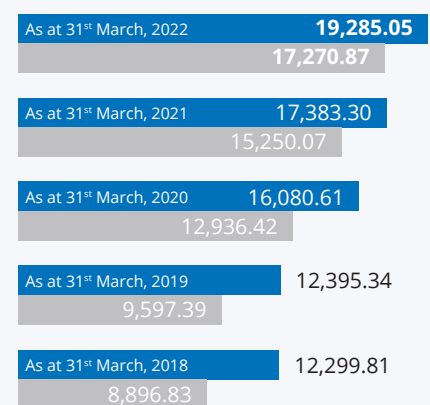 As at 31st March, 2022 19,285.05
17,270.87
As at 31st March, 2021 17,383.30
15,250.07
As at 31st March, 2020 16,080.61
12,936.42
As at 31st March, 2019 12,395.34
9,597.39
As at 31st March, 2018 12,299.81
8,896.83